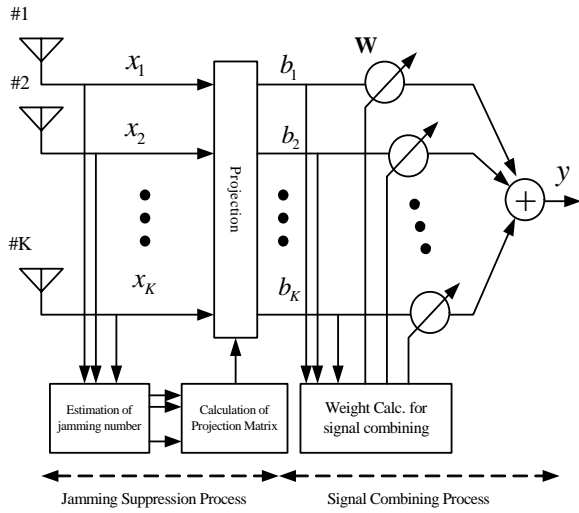 #1
x1
b1
W
#2
x2
b2
Projection
y
+
#K
xK
bK
Estimation of
jamming number
Calculation of
Projection Matrix
Weight Calc. for
signal combining
Jamming Suppression Process
Signal Combining Process